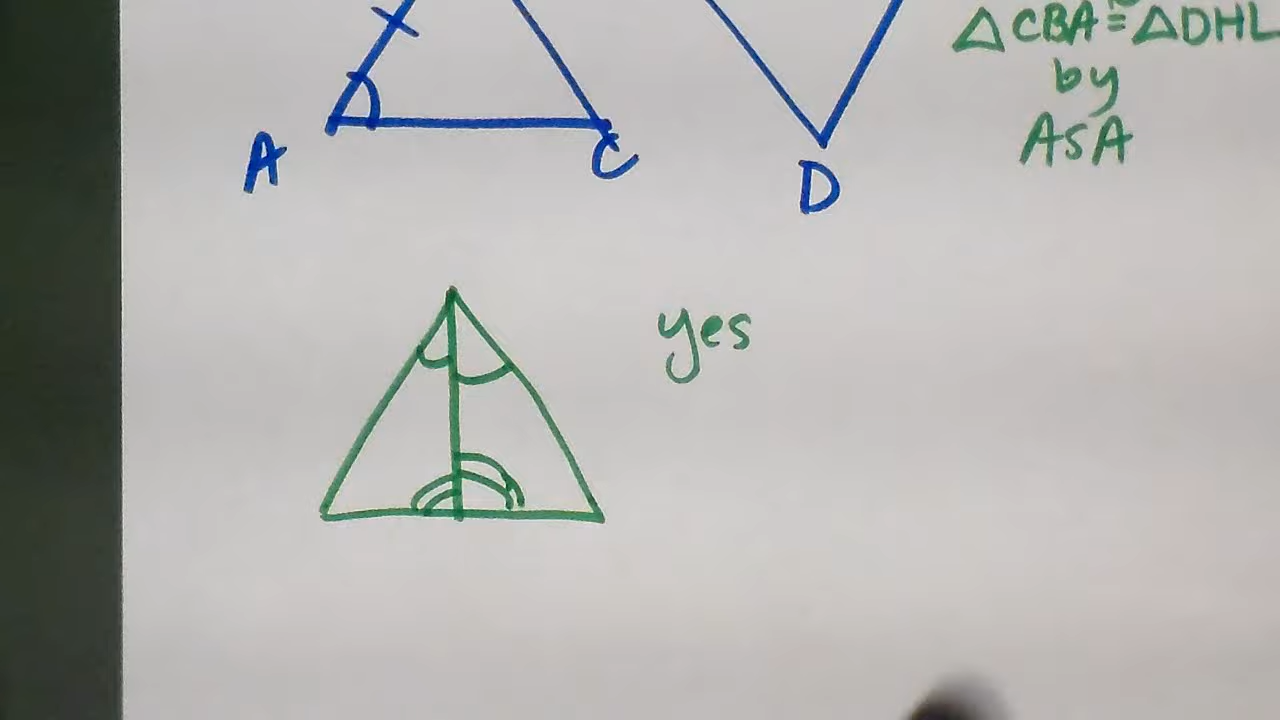 △CBA ≅ △DHL
by
ASA
A
C
D
yes